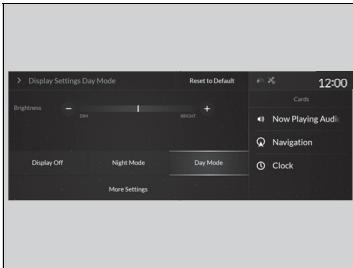 Display Settings Day Mode
Reset to Default
12:00
Brightness
DIM
BRIGHT
Display Off
Night Mode
Day Mode
More Settings
Cards
Now Playing Audi
Navigation
Clock